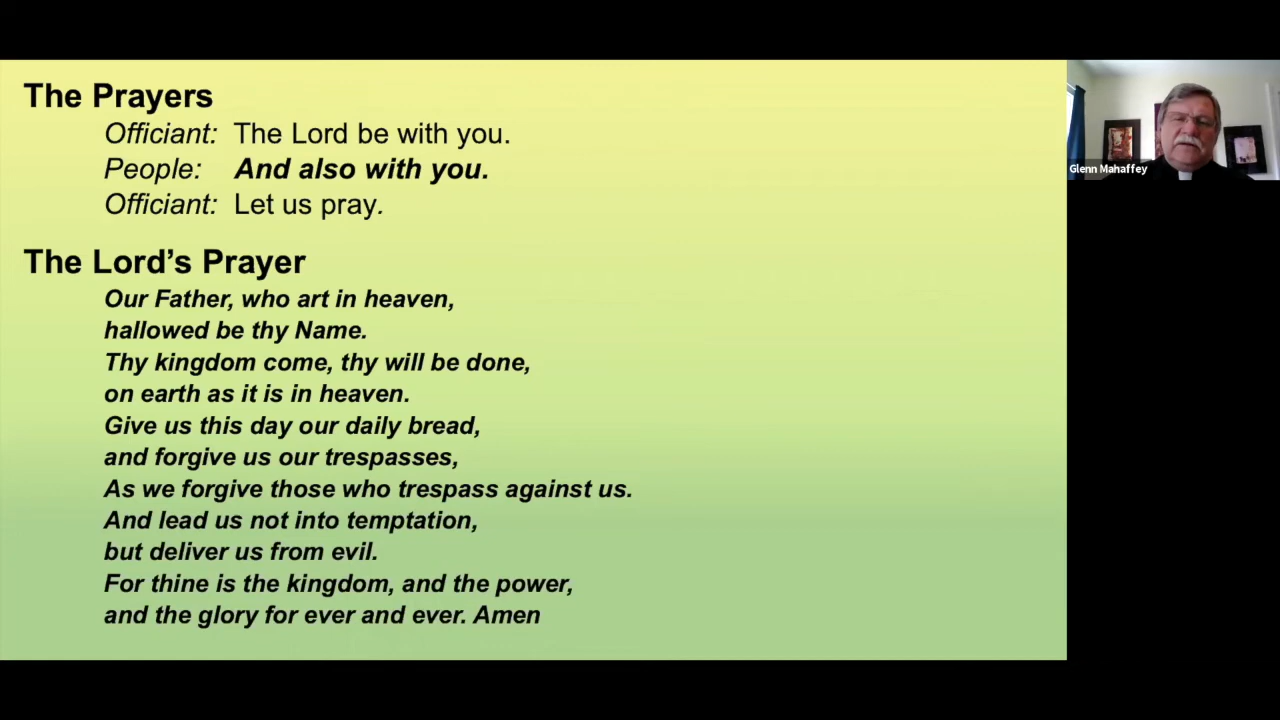 The Prayers
Officiant: The Lord be with you.
People: And also with you.
Officiant: Let us pray.
The Lord’s Prayer
Our Father, who art in heaven,
hallowed be thy Name.
Thy kingdom come, thy will be done,
on earth as it is in heaven.
Give us this day our daily bread,
and forgive us our trespasses,
As we forgive those who trespass against us.
And lead us not into temptation,
but deliver us from evil.
For thine is the kingdom, and the power,
and the glory for ever and ever. Amen
Glenn Mahaffey